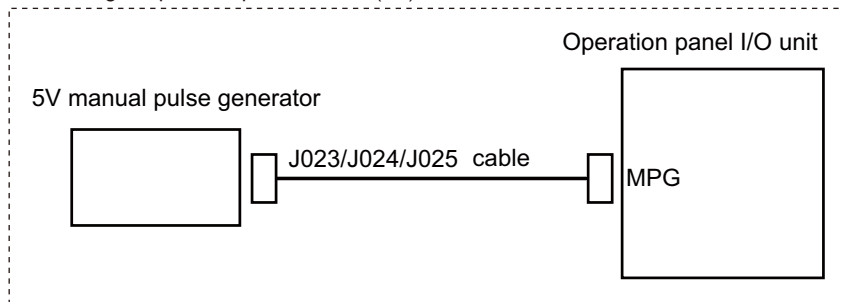 Operation panel I/O unit
5V manual pulse generator
J023/J024/J025 cable
MPG